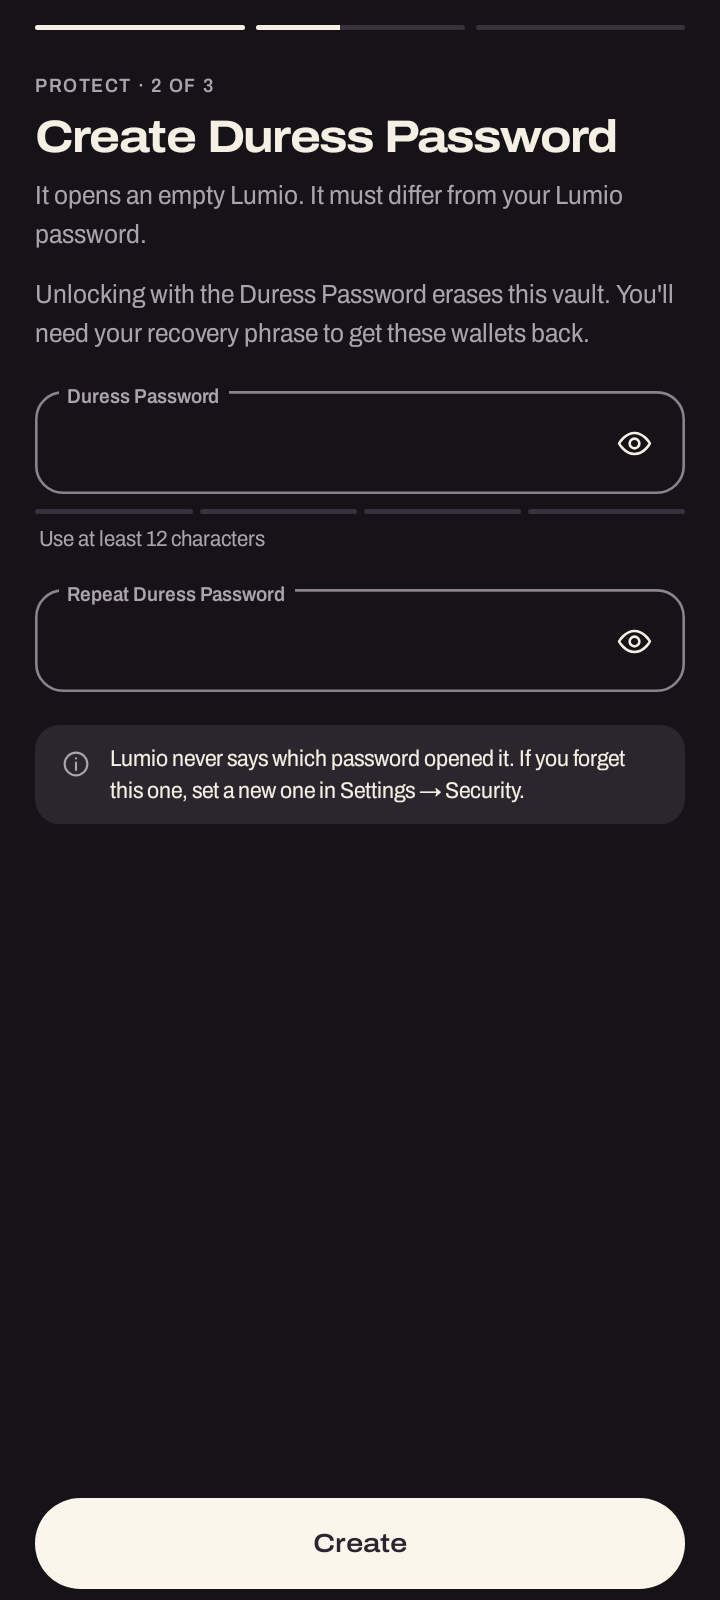 PROTECT · 2 OF 3
Create Duress Password
It opens an empty Lumio. It must differ from your Lumio
password.
Unlocking with the Duress Password erases this vault. You'll
need your recovery phrase to get these wallets back.
Duress Password
Use at least 12 characters
Repeat Duress Password
Lumio never says which password opened it. If you forget
this one, set a new one in Settings → Security.
Create